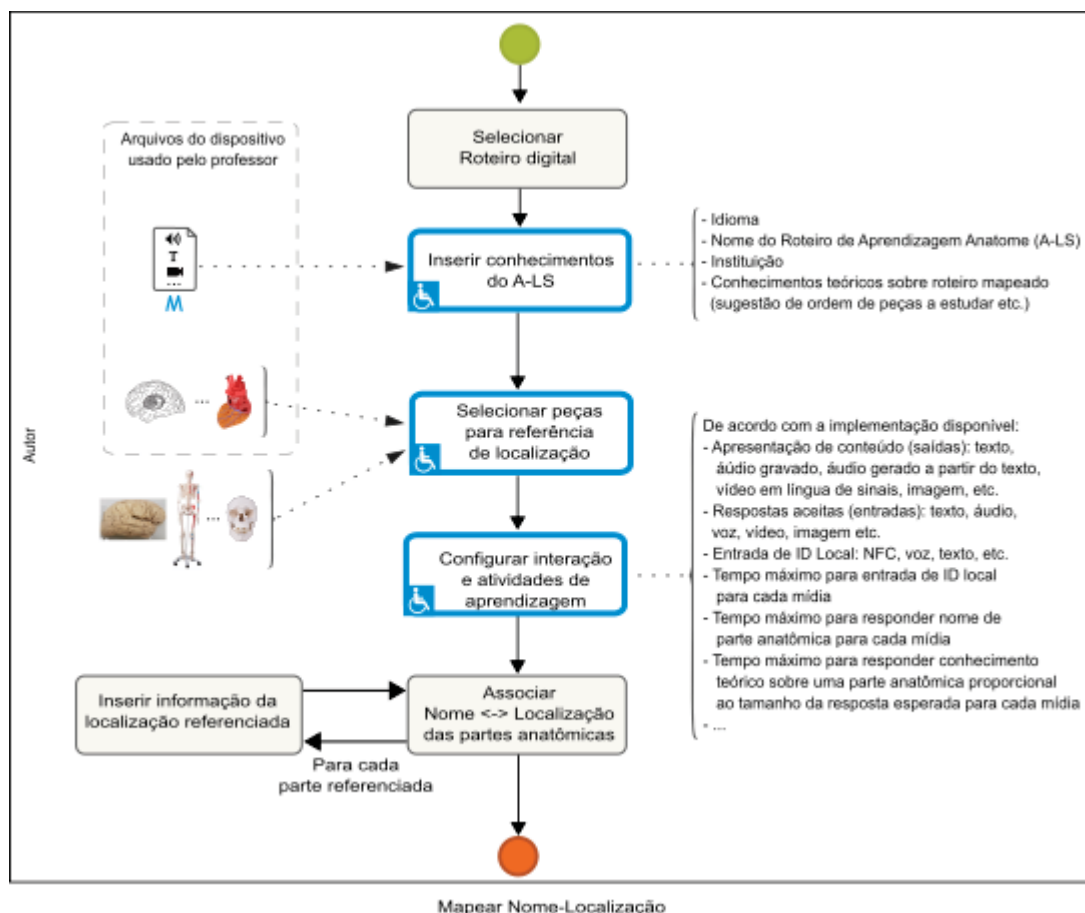 Selecionar
Roteiro digital
Arquivos do dispositivo
usado pelo professor
T
...
M
Inserir conhecimentos
do A-LS
- Idioma
- Nome do Roteiro de Aprendizagem Anatome (A-LS)
- Instituição
- Conhecimentos teóricos sobre roteiro mapeado
(sugestão de ordem de peças a estudar etc.)
...
Selecionar peças
para referência
de localização
...
Autor
De acordo com a implementação disponível:
- Apresentação de conteúdo (saídas): texto,
áúdio gravado, áudio gerado a partir do texto,
vídeo em língua de sinais, imagem, etc.
- Respostas aceitas (entradas): texto, áudio,
voz, vídeo, imagem etc.
- Entrada de ID Local: NFC, voz, texto, etc.
- Tempo máximo para entrada de ID local
para cada mídia
- Tempo máximo para responder nome de
parte anatômica para cada mídia
- Tempo máximo para responder conhecimento
teórico sobre uma parte anatômica proporcional
ao tamanho da resposta esperada para cada mídia
- ...
Configurar interação
e atividades de
aprendizagem
Inserir informação da
localização referenciada
Associar
Nome <-> Localização
das partes anatômicas
Para cada
parte referenciada
Mapear Nome-Localização